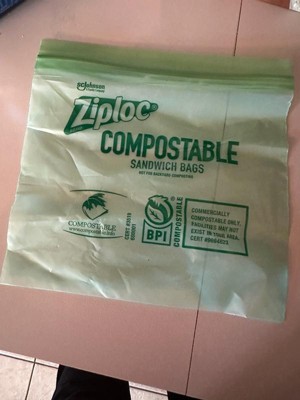 SC Johnson
Ziploc®
COMPOSTABLE
SANDWICH BAGS
NOT FOR BACKYARD COMPOSTING
COMPOSTABLE
BPI
COMPOSTABLE
COMMERCIALLY
COMPOSTABLE ONLY.
FACILITIES MAY NOT
EXIST IN YOUR AREA.